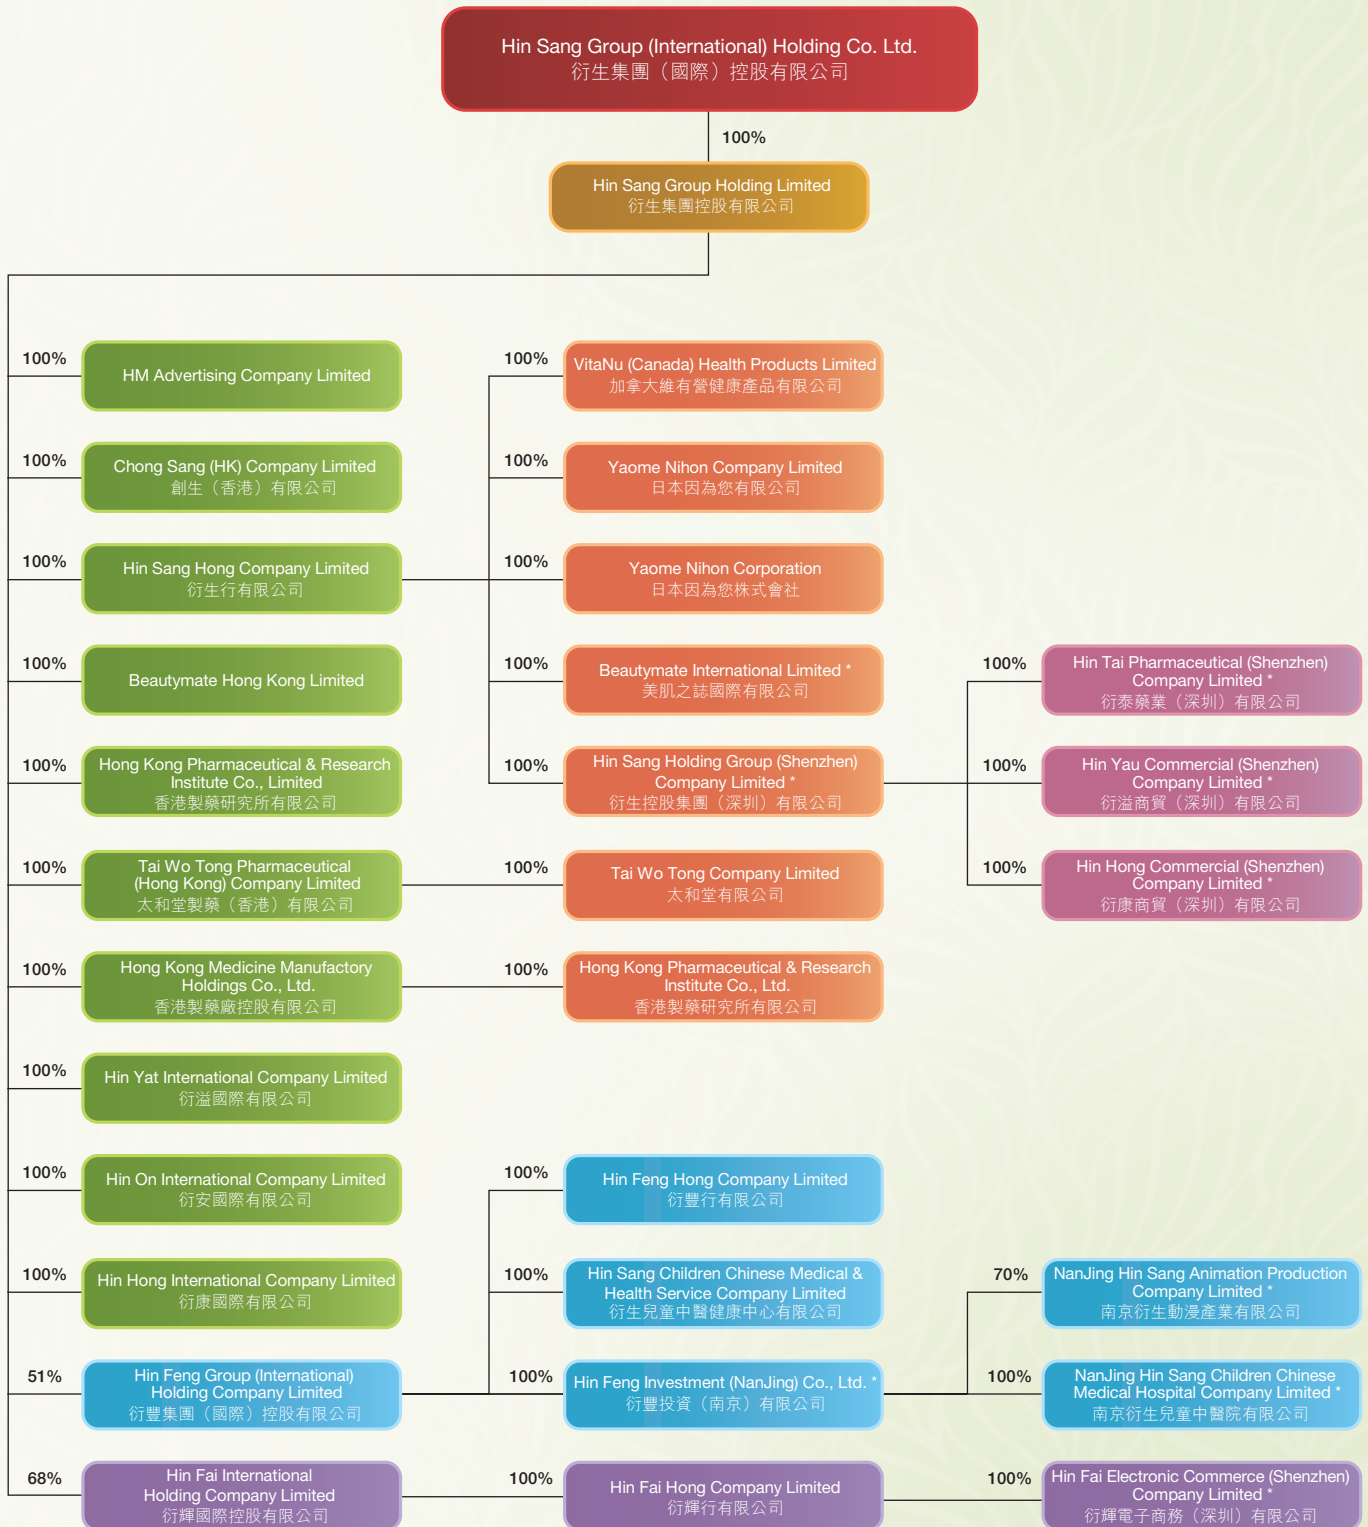 Hin Sang Group (International) Holding Co. Ltd.
衍生集團（國際）控股有限公司
100%
Hin Sang Group Holding Limited
衍生集團控股有限公司
100%
HM Advertising Company Limited
100%
VitaNu (Canada) Health Products Limited
加拿大維有營健康產品有限公司
100%
Chong Sang (HK) Company Limited
創生（香港）有限公司
100%
Yaome Nihon Company Limited
日本因為您有限公司
100%
Hin Sang Hong Company Limited
衍生行有限公司
100%
Yaome Nihon Corporation
日本因為您株式會社
100%
Beautymate Hong Kong Limited
100%
Beautymate International Limited *
美肌之誌國際有限公司
100%
Hin Tai Pharmaceutical (Shenzhen)
Company Limited *
衍泰藥業（深圳）有限公司
100%
Hong Kong Pharmaceutical & Research
Institute Co., Limited
香港製藥研究所有限公司
100%
Hin Sang Holding Group (Shenzhen)
Company Limited *
衍生控股集團（深圳）有限公司
100%
Hin Yau Commercial (Shenzhen)
Company Limited *
衍溢商貿（深圳）有限公司
100%
Tai Wo Tong Pharmaceutical
(Hong Kong) Company Limited
太和堂製藥（香港）有限公司
100%
Tai Wo Tong Company Limited
太和堂有限公司
100%
Hin Hong Commercial (Shenzhen)
Company Limited *
衍康商貿（深圳）有限公司
100%
Hong Kong Medicine Manufactory
Holdings Co., Ltd.
香港製藥廠控股有限公司
100%
Hong Kong Pharmaceutical & Research
Institute Co., Ltd.
香港製藥研究所有限公司
100%
Hin Yat International Company Limited
衍溢國際有限公司
100%
Hin On International Company Limited
衍安國際有限公司
100%
Hin Feng Hong Company Limited
衍豐行有限公司
100%
Hin Hong International Company Limited
衍康國際有限公司
100%
Hin Sang Children Chinese Medical &
Health Service Company Limited
衍生兒童中醫健康中心有限公司
70%
NanJing Hin Sang Animation Production
Company Limited *
南京衍生動漫產業有限公司
51%
Hin Feng Group (International)
Holding Company Limited
衍豐集團（國際）控股有限公司
100%
Hin Feng Investment (NanJing) Co., Ltd. *
衍豐投資（南京）有限公司
100%
NanJing Hin Sang Children Chinese
Medical Hospital Company Limited *
南京衍生兒童中醫院有限公司
68%
Hin Fai International
Holding Company Limited
衍輝國際控股有限公司
100%
Hin Fai Hong Company Limited
衍輝行有限公司
100%
Hin Fai Electronic Commerce (Shenzhen)
Company Limited *
衍輝電子商務（深圳）有限公司